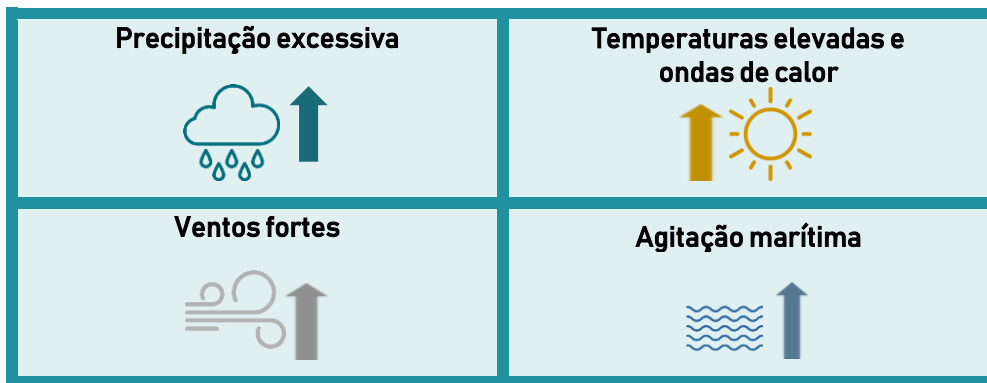 Precipitação excessiva
Temperaturas elevadas e
ondas de calor
Ventos fortes
Agitação marítima